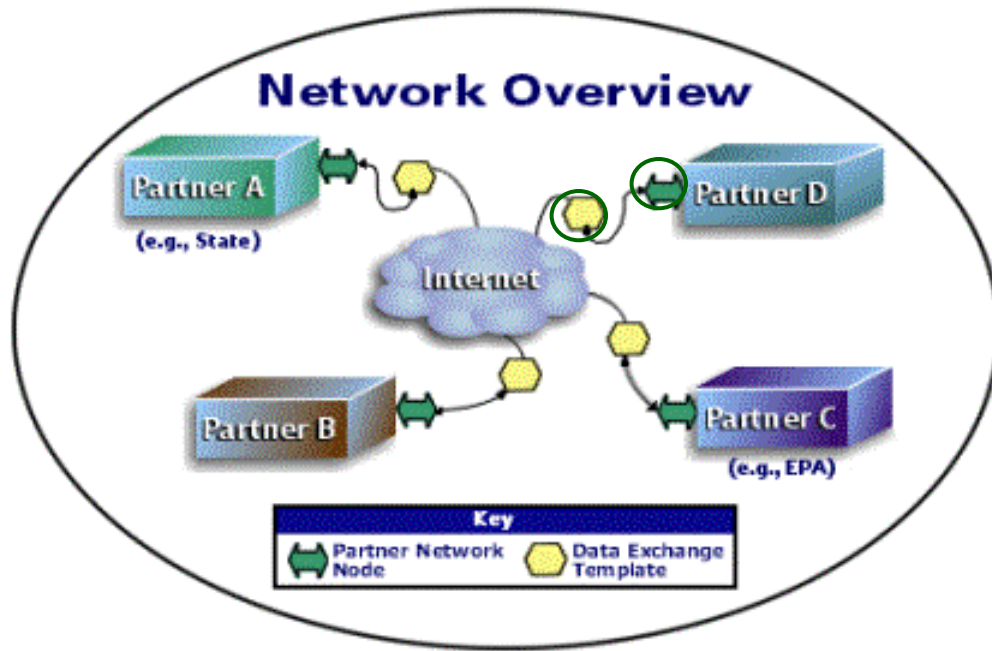 Network Overview
Partner A
(e.g., State)
Partner D
Internet
Partner B
Partner C
(e.g., EPA)
Key
Partner Network
Node
Data Exchange
Template